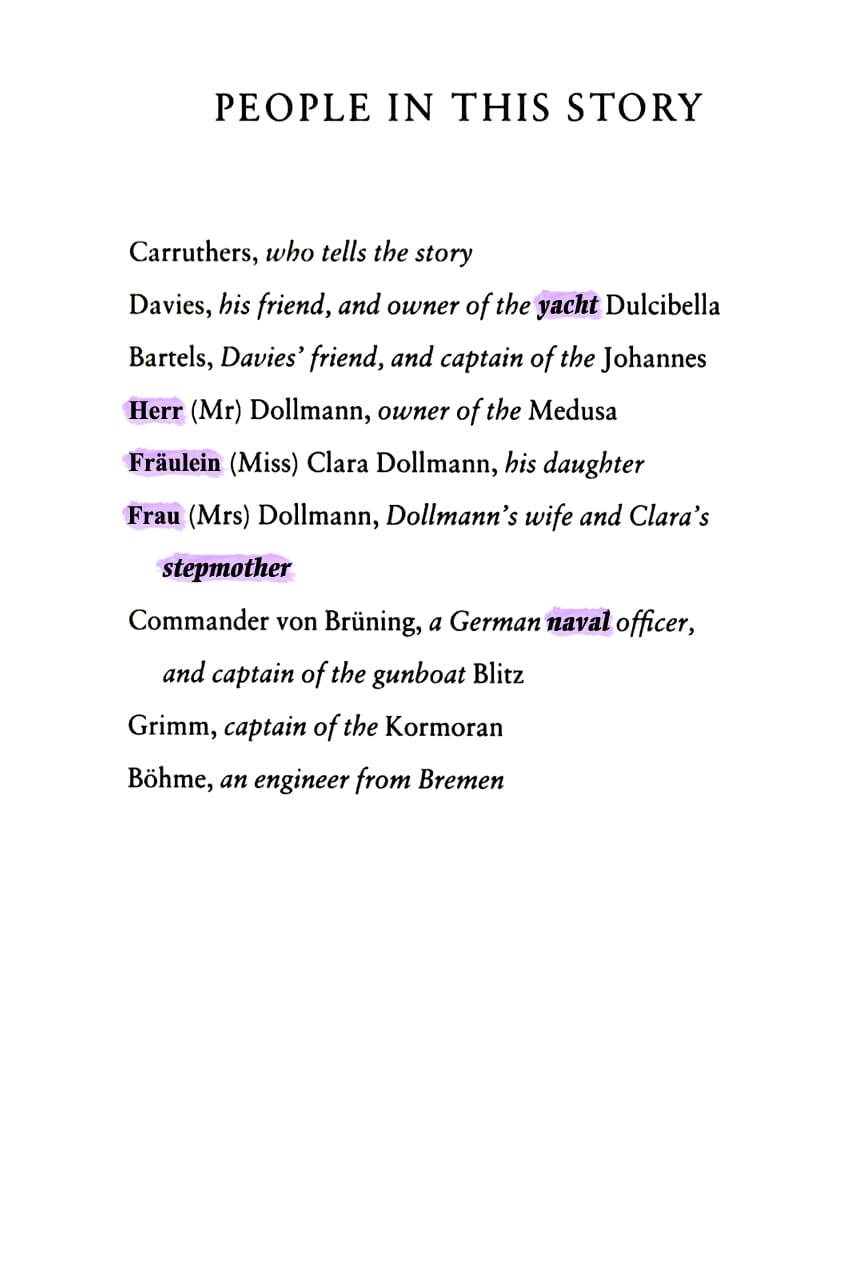 PEOPLE IN THIS STORY
Carruthers, who tells the story
Davies, his friend, and owner of the yacht Dulcibella
Bartels, Davies’ friend, and captain of the Johannes
Herr (Mr) Dollmann, owner of the Medusa
Fräulein (Miss) Clara Dollmann, his daughter
Frau (Mrs) Dollmann, Dollmann’s wife and Clara’s
stepmother
Commander von Brüning, a German naval officer,
and captain of the gunboat Blitz
Grimm, captain of the Kormoran
Böhme, an engineer from Bremen